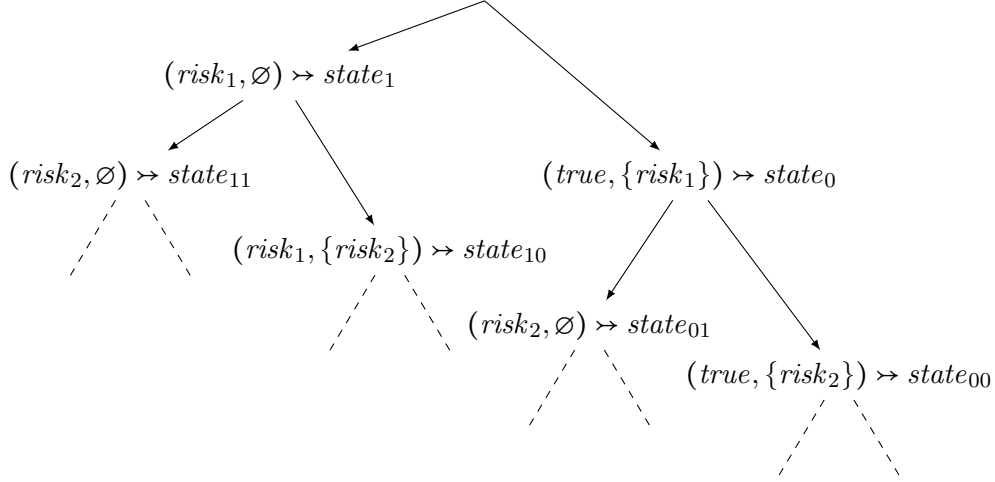 (risk₁, ∅) ↣ state₁
(risk₂, ∅) ↣ state₁₁
(true, {risk₁}) ↣ state₀
(risk₁, {risk₂}) ↣ state₁₀
(risk₂, ∅) ↣ state₀₁
(true, {risk₂}) ↣ state₀₀